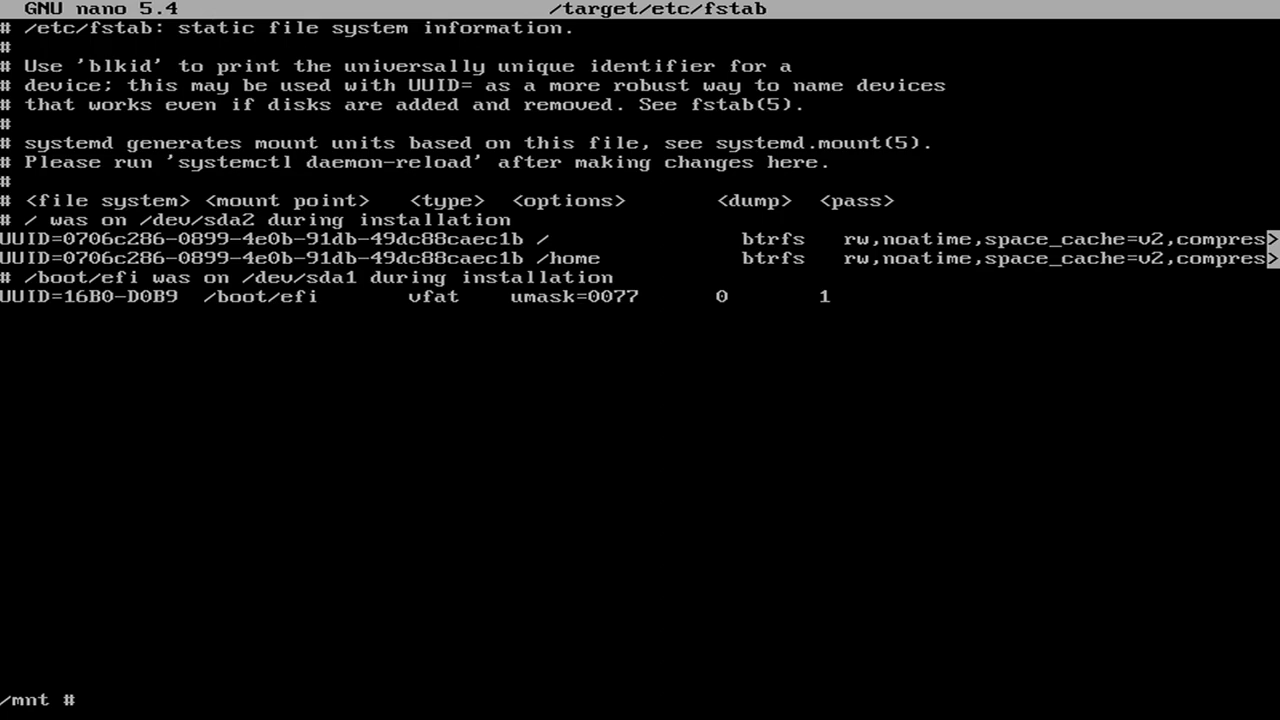 GNU nano 5.4 /target/etc/fstab
# /etc/fstab: static file system information.
#
# Use 'blkid' to print the universally unique identifier for a
# device; this may be used with UUID= as a more robust way to name devices
# that works even if disks are added and removed. See fstab(5).
#
# systemd generates mount units based on this file, see systemd.mount(5).
# Please run 'systemctl daemon-reload' after making changes here.
#
# <file system> <mount point>   <type>  <options>       <dump>  <pass>
# / was on /dev/sda2 during installation
UUID=0706c286-0899-4e0b-91db-49dc88caec1b /               btrfs   rw,noatime,space_cache=v2,compres>
UUID=0706c286-0899-4e0b-91db-49dc88caec1b /home           btrfs   rw,noatime,space_cache=v2,compres>
# /boot/efi was on /dev/sda1 during installation
UUID=16B0-D0B9  /boot/efi       vfat    umask=0077      0       1
/mnt #